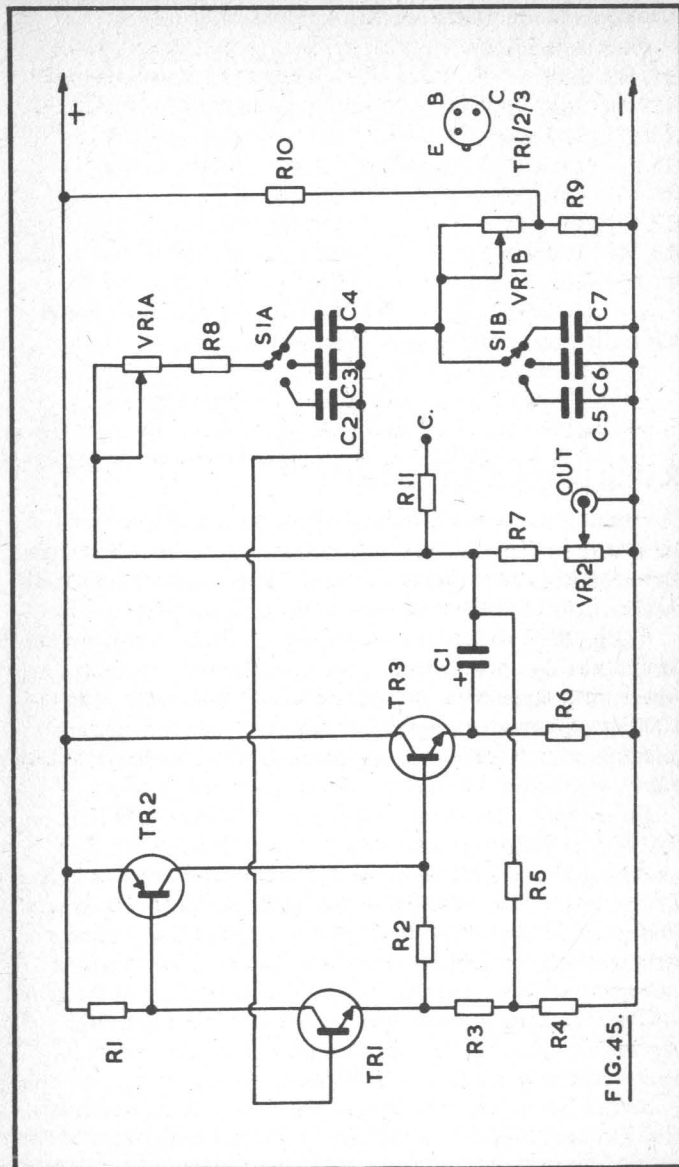 +
R10
B
C
E
TR1/2/3
VR1A
R8
S1A
C4
C3
C2
VR1B
R9
S1B
C7
C6
C5
C.
R11
OUT
R7
VR2
C1
+
TR3
R6
TR2
R5
R2
R1
TR1
R3
R4
−
FIG.45.